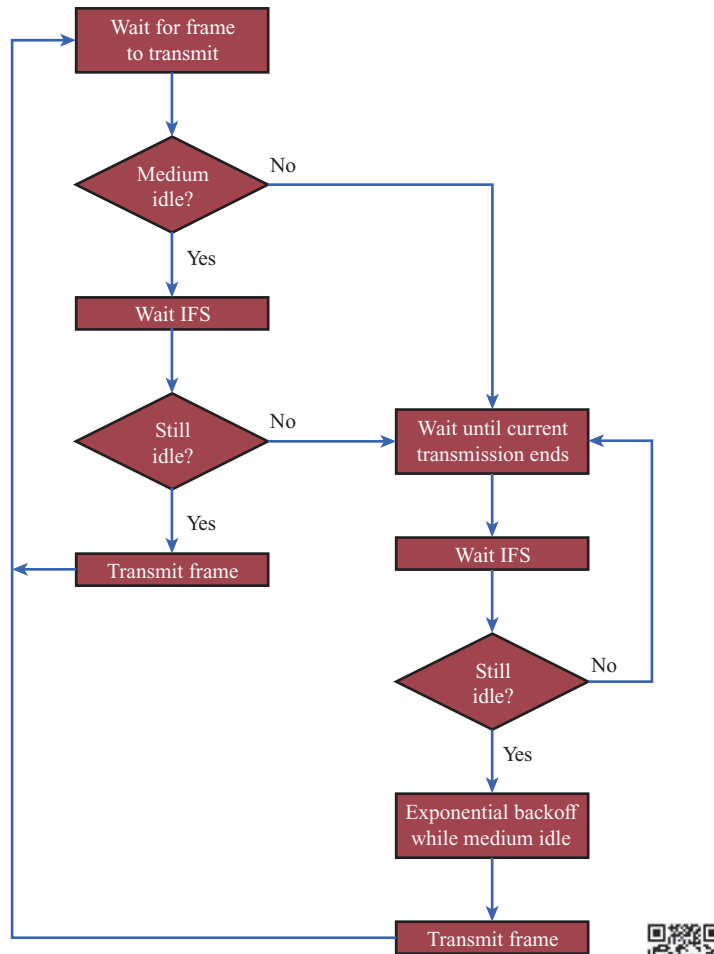 Wait for frame
to transmit
Medium
idle?
No
Yes
Wait IFS
Still
idle?
No
Yes
Transmit frame
Wait until current
transmission ends
Wait IFS
Still
idle?
No
Yes
Exponential backoff
while medium idle
Transmit frame